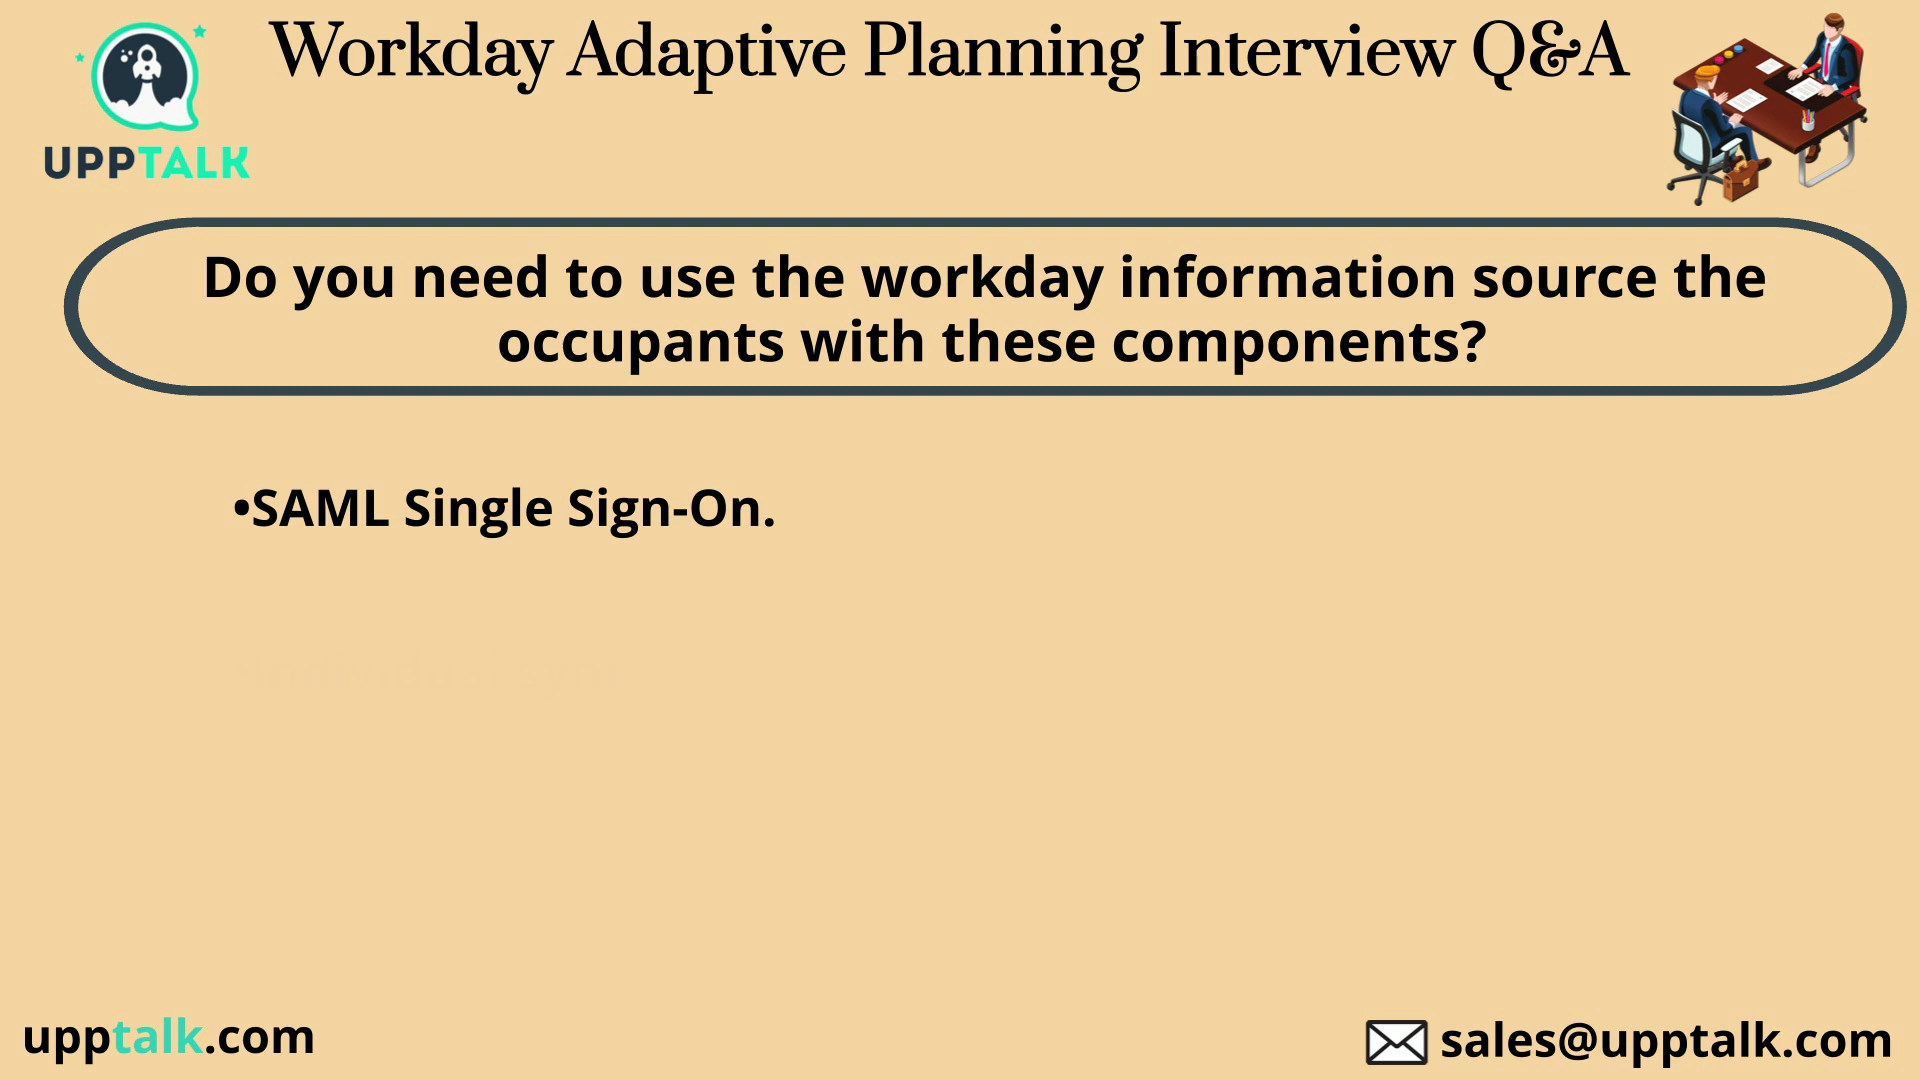 Workday Adaptive Planning Interview Q&A
UPPTALK
Do you need to use the workday information source the
occupants with these components?
•SAML Single Sign-On.
upptalk.com
sales@upptalk.com